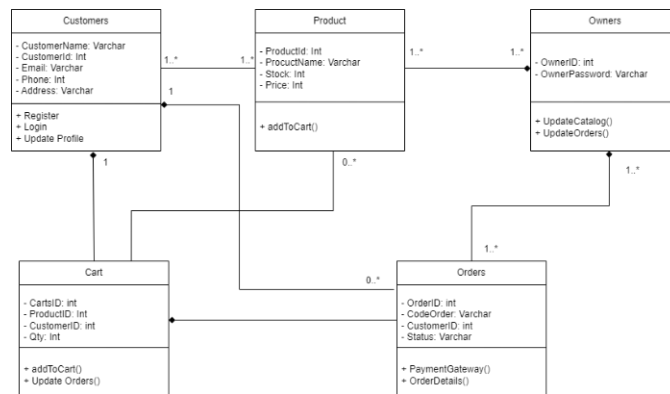 Customers
- CustomerName: Varchar
- CustomerId: Int
- Email: Varchar
- Phone: Int
- Address: Varchar
+ Register
+ Login
+ Update Profile
1..*
1..*
1
1
Product
- ProductId: Int
- ProcuctName: Varchar
- Stock: Int
- Price: Int
+ addToCart()
0..*
1..*
1..*
Owners
- OwnerID: int
- OwnerPassword: Varchar
+ UpdateCatalog()
+ UpdateOrders()
1..*
1..*
0..*
Cart
- CartsID: int
- ProductID: int
- CustomerID: int
- Qty: Int
+ addToCart()
+ Update Orders()
Orders
- OrderID: int
- CodeOrder: Varchar
- CustomerID: int
- Status: Varchar
+ PaymentGateway()
+ OrderDetails()